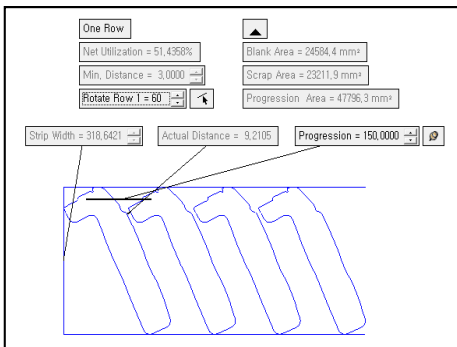 One Row
Net Utilization = 51,4358%
Blank Area = 24584,4 mm²
Min, Distance = 3,0000
Scrap Area = 23211,9 mm²
Rotate Row 1 = 60
Progression Area = 47796,3 mm²
Strip Width = 318,6421
Actual Distance = 9,2105
Progression = 150,0000